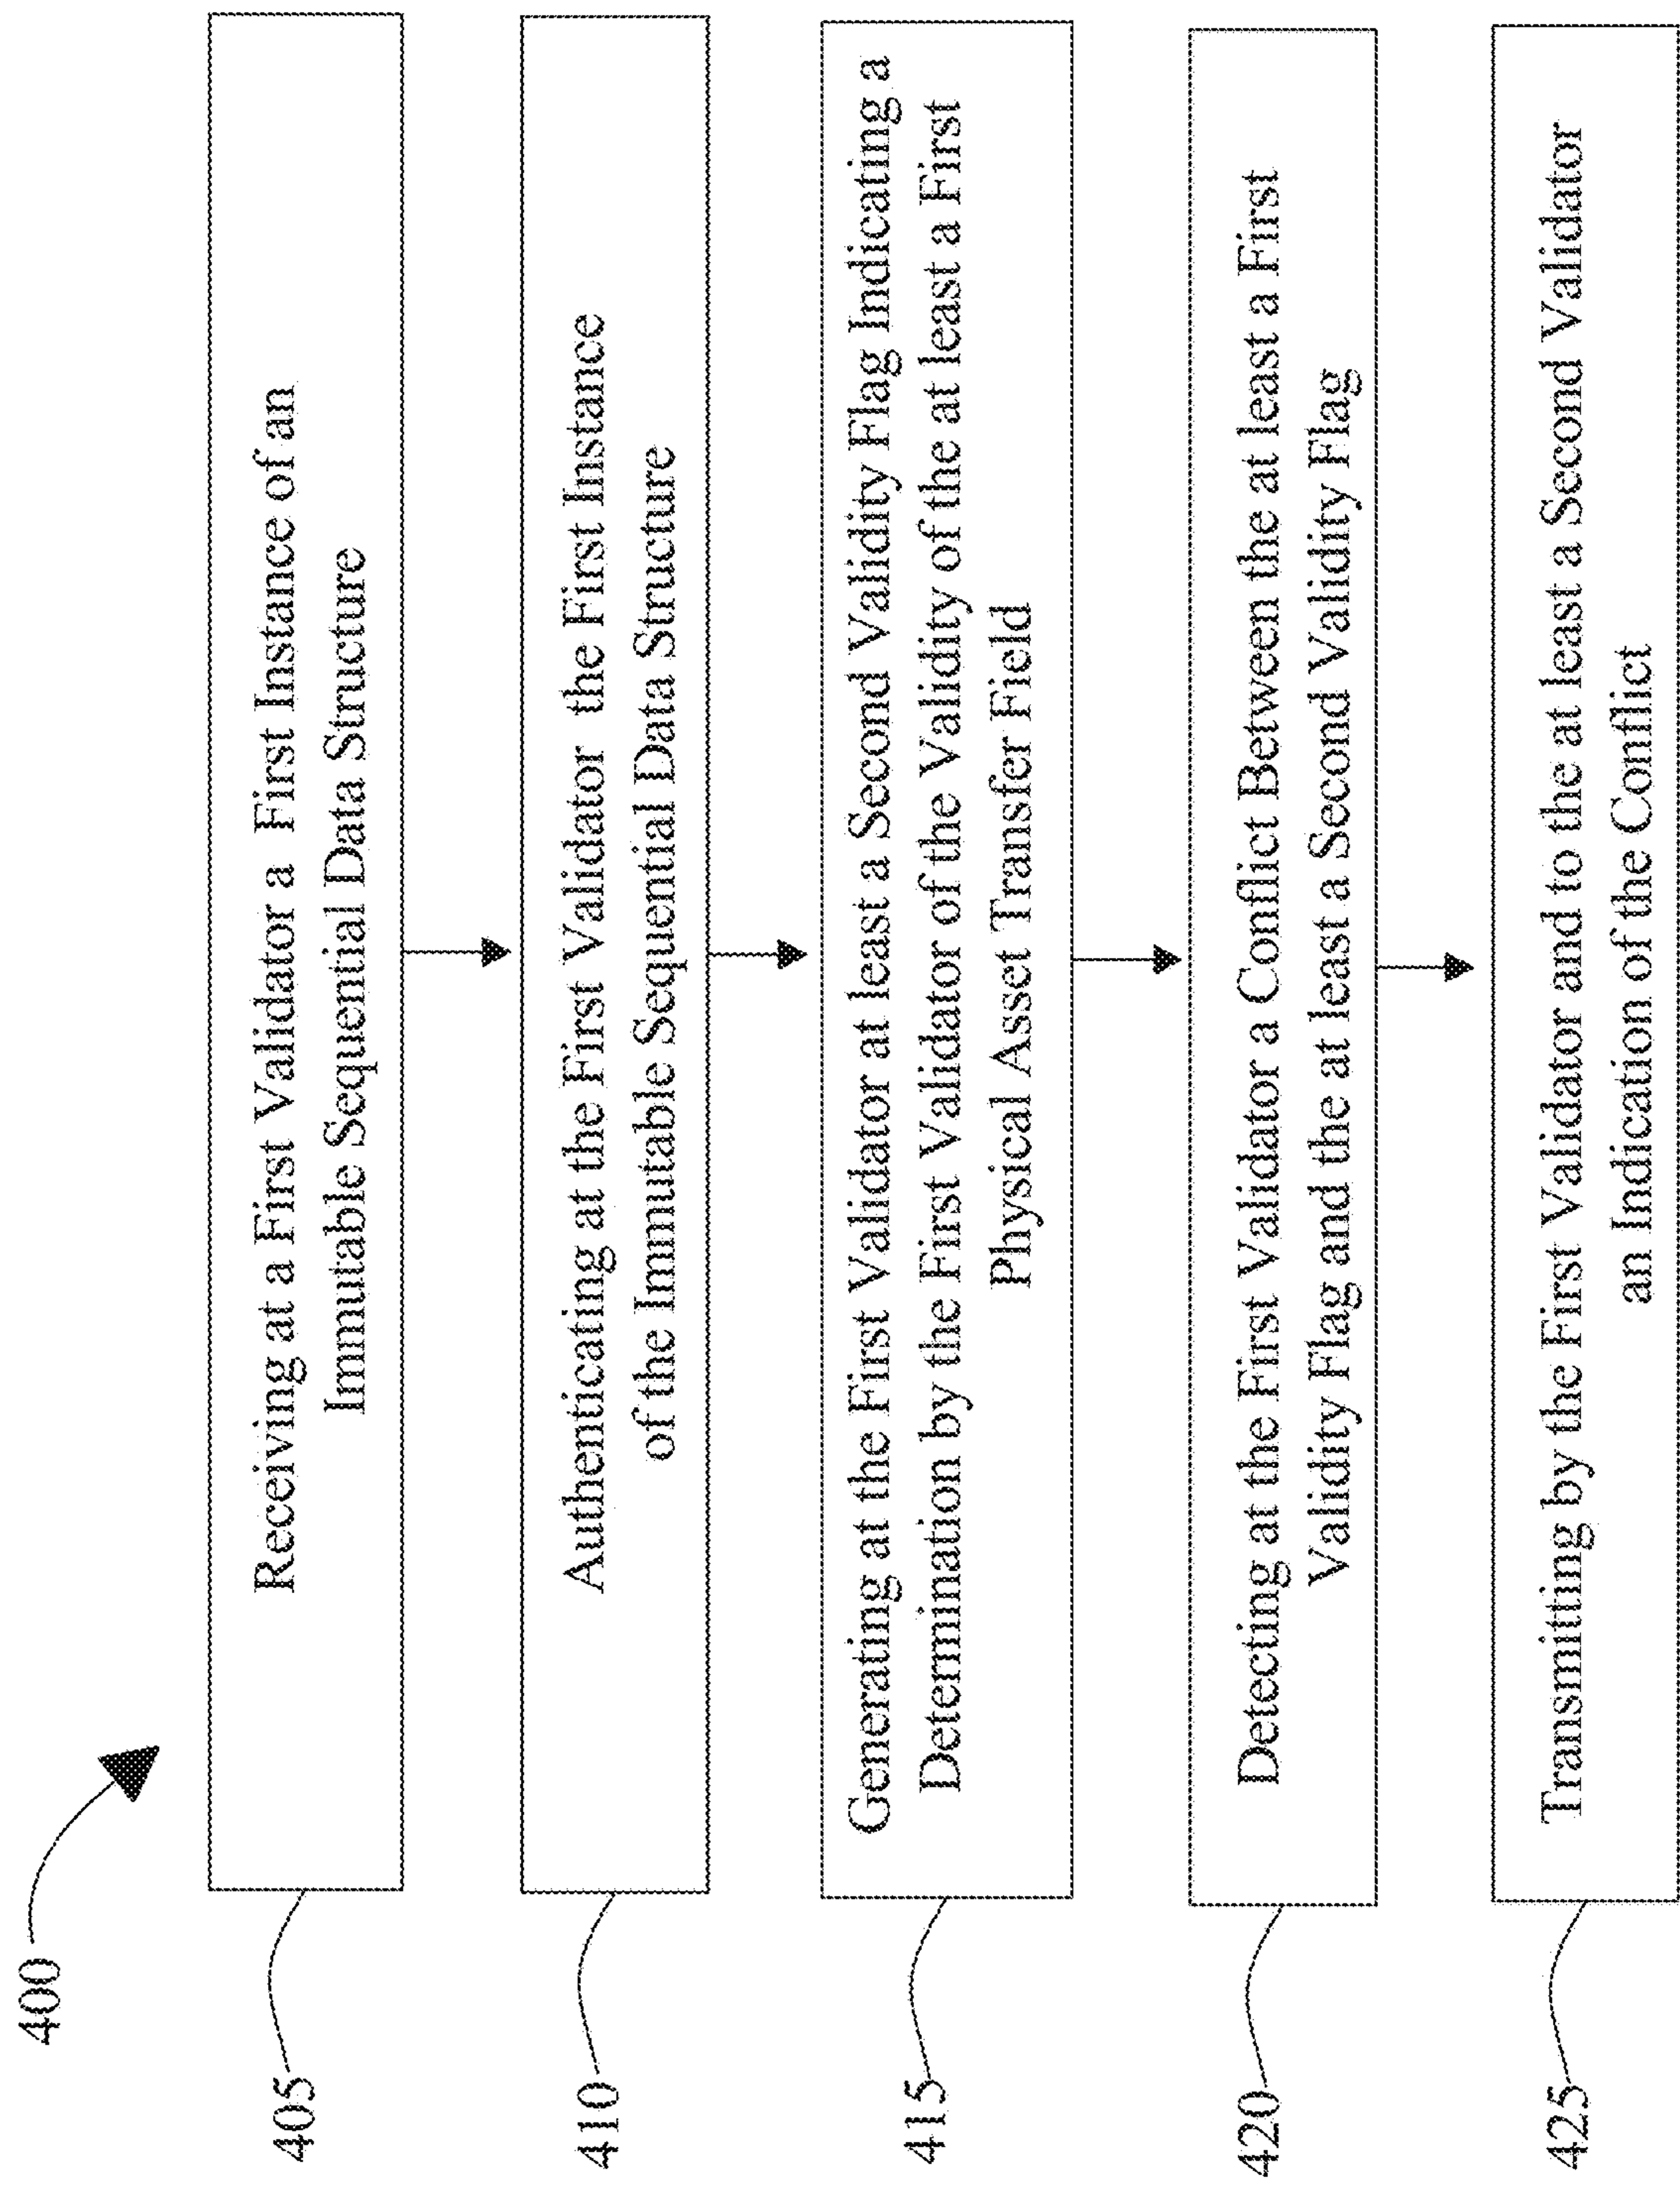 400
405
Receiving at a First Validator a First Instance of an
Immutable Sequential Data Structure
410
Authenticating at the First Validator the First Instance
of the Immutable Sequential Data Structure
415
Generating at the First Validator at least a Second Validity Flag Indicating a
Determination by the First Validator of the Validity of the at least a First
Physical Asset Transfer Field
420
Detecting at the First Validator a Conflict Between the at least a First
Validity Flag and the at least a Second Validity Flag
425
Transmitting by the First Validator and to the at least a Second Validator
an Indication of the Conflict